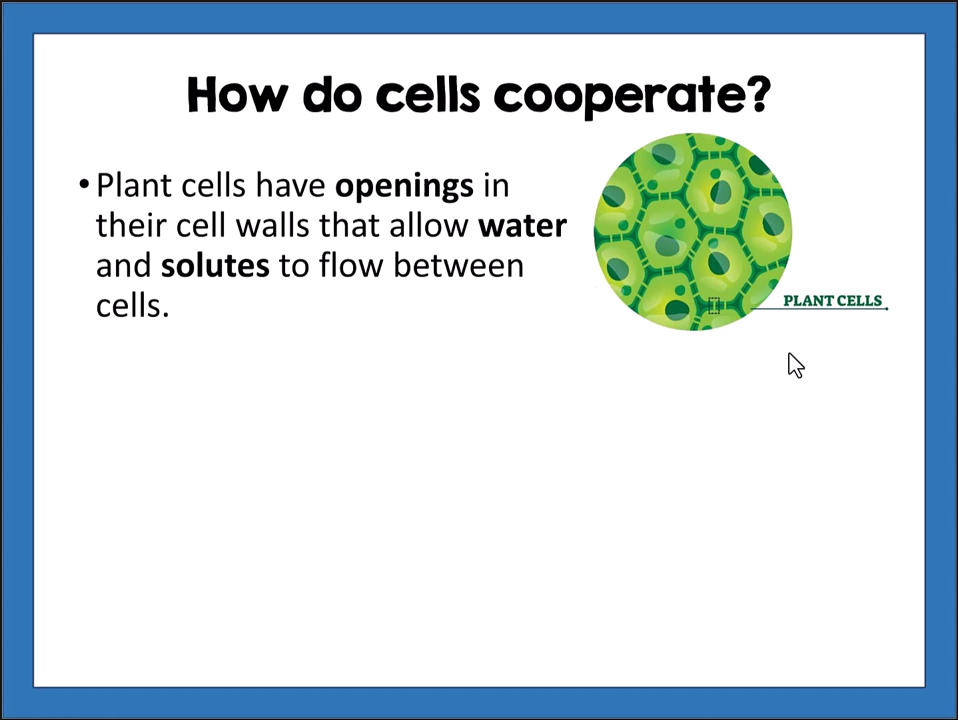 How do cells cooperate?
•Plant cells have openings in
their cell walls that allow water
and solutes to flow between
cells.
PLANT CELLS